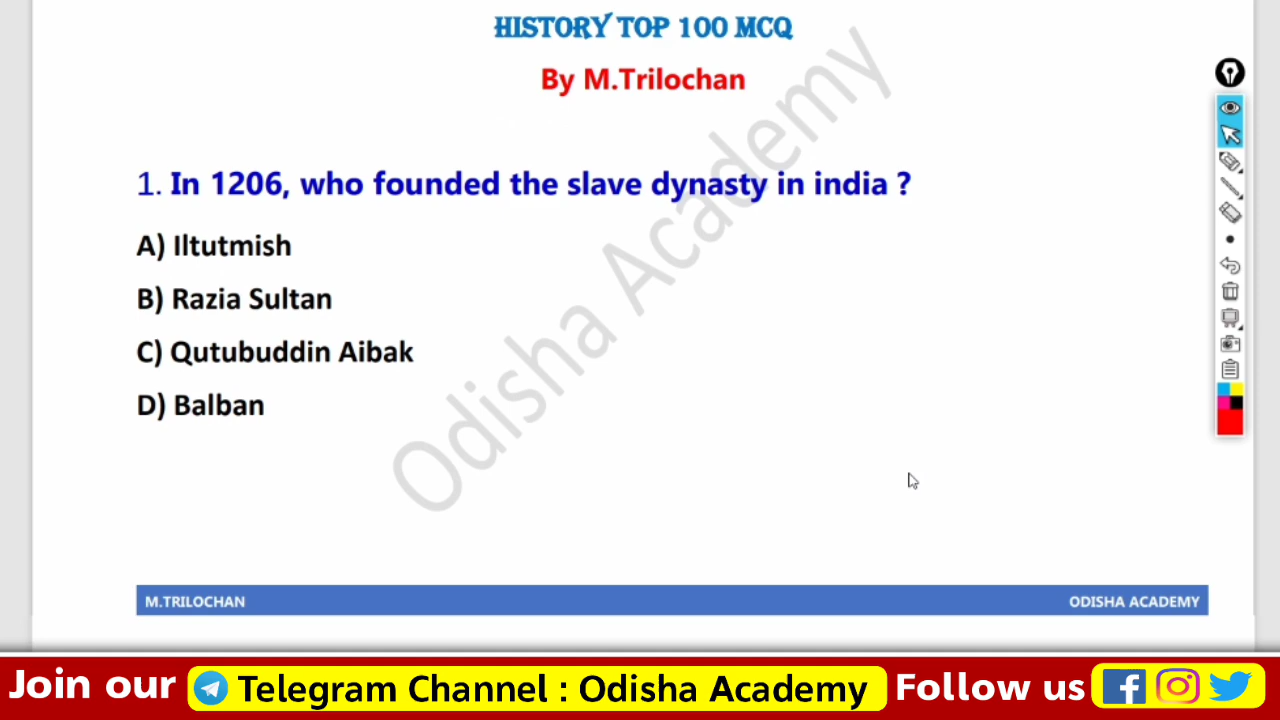 HISTORY TOP 100 MCQ
By M.Trilochan
1. In 1206, who founded the slave dynasty in india ?
A) Iltutmish
B) Razia Sultan
C) Qutubuddin Aibak
D) Balban
Odisha Academy
M.TRILOCHAN ODISHA ACADEMY
Join our Telegram Channel : Odisha Academy Follow us